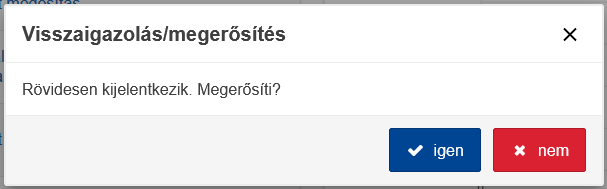 Visszaigazolás/megerősítés
Rövidesen kijelentkezik. Megerősíti?
igen
nem